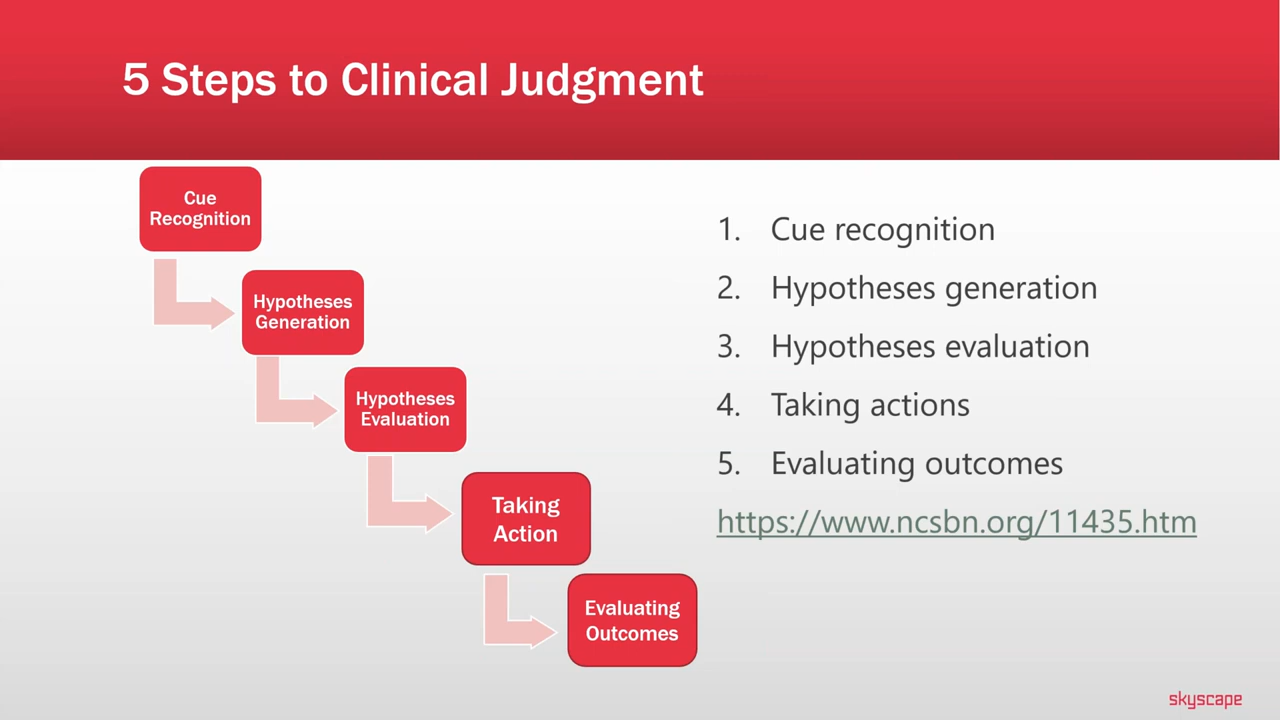 5 Steps to Clinical Judgment
Cue
Recognition
Hypotheses
Generation
Hypotheses
Evaluation
Taking
Action
Evaluating
Outcomes
1. Cue recognition
2. Hypotheses generation
3. Hypotheses evaluation
4. Taking actions
5. Evaluating outcomes
https://www.ncsbn.org/11435.htm
skyscape